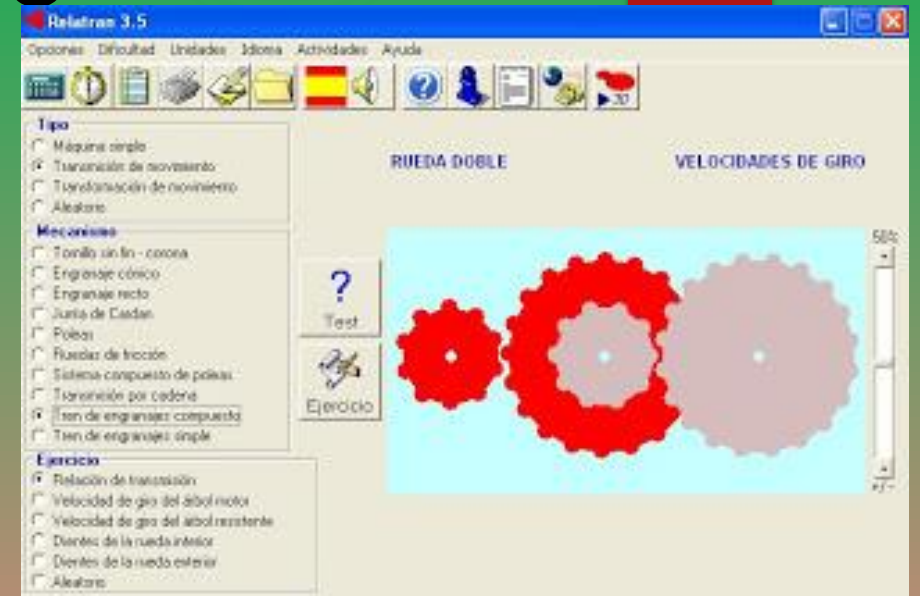 Relatran 3.5
Opciones Dificultad Unidades Idioma Actividades Ayuda
3D
Tipo
Máquina simple
Transmisión de movimiento
Transformación de movimiento
Aleatorio
RUEDA DOBLE
VELOCIDADES DE GIRO
Mecanismo
Tornillo sin fin - corona
Engranaje cónico
Engranaje recto
Junta de Cardan
Poleas
Ruedas de fricción
Sistema compuesto de poleas
Transmisión por cadena
Tren de engranajes compuesto
Tren de engranajes simple
?
Test
Ejercicio
50%
+/-
Ejercicio
Relación de transmisión
Velocidad de giro del árbol motor
Velocidad de giro del árbol resistente
Dientes de la rueda interior
Dientes de la rueda exterior
Aleatorio